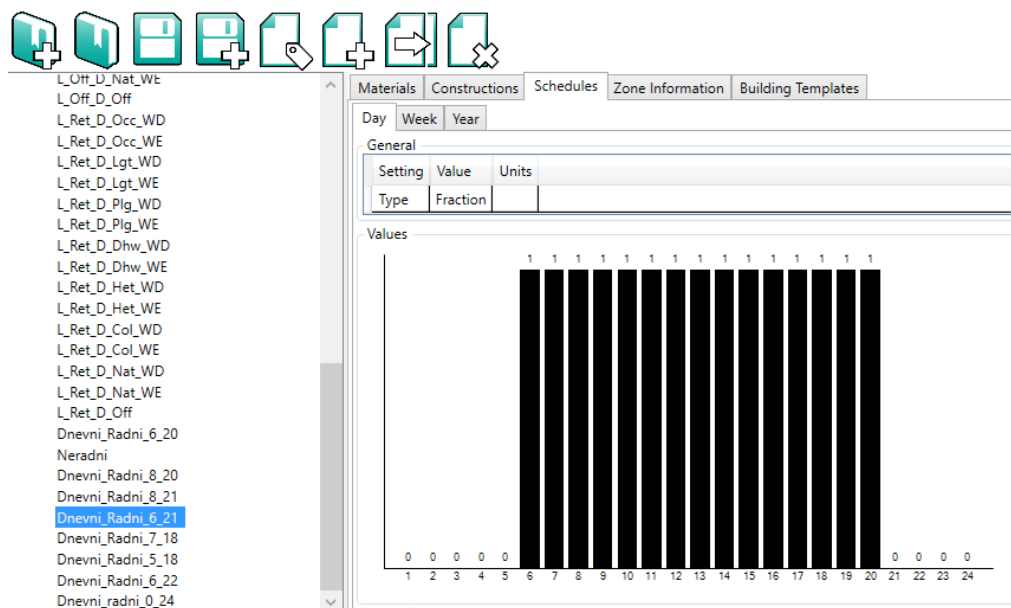 L_Off_D_Nat_WE
L_Off_D_Off
L_Ret_D_Occ_WD
L_Ret_D_Occ_WE
L_Ret_D_Lgt_WD
L_Ret_D_Lgt_WE
L_Ret_D_Plg_WD
L_Ret_D_Plg_WE
L_Ret_D_Dhw_WD
L_Ret_D_Dhw_WE
L_Ret_D_Het_WD
L_Ret_D_Het_WE
L_Ret_D_Col_WD
L_Ret_D_Col_WE
L_Ret_D_Nat_WD
L_Ret_D_Nat_WE
L_Ret_D_Off
Dnevni_Radni_6_20
Neradni
Dnevni_Radni_8_20
Dnevni_Radni_8_21
Dnevni_Radni_6_21
Dnevni_Radni_7_18
Dnevni_Radni_5_18
Dnevni_Radni_6_22
Dnevni_radni_0_24
Materials Constructions Schedules Zone Information Building Templates
Day Week Year
General
Setting Value Units
Type Fraction
Values
1 1 1 1 1 1 1 1 1 1 1 1 1 1 1
0 0 0 0 0 0 0 0 0
1 2 3 4 5 6 7 8 9 10 11 12 13 14 15 16 17 18 19 20 21 22 23 24